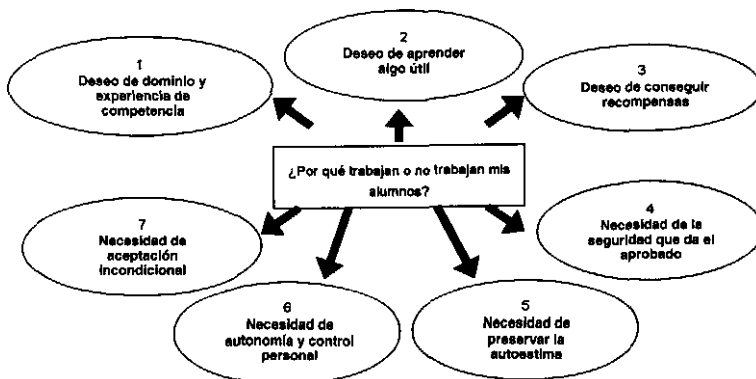 1
Deseo de dominio y
experiencia de
competencia
2
Deseo de aprender
algo útil
3
Deseo de conseguir
recompensas
¿Por qué trabajan o no trabajan mis
alumnos?
7
Necesidad de
aceptación
incondicional
4
Necesidad de la
seguridad que da el
aprobado
6
Necesidad de
autonomía y control
personal
5
Necesidad de
preservar la
autoestima